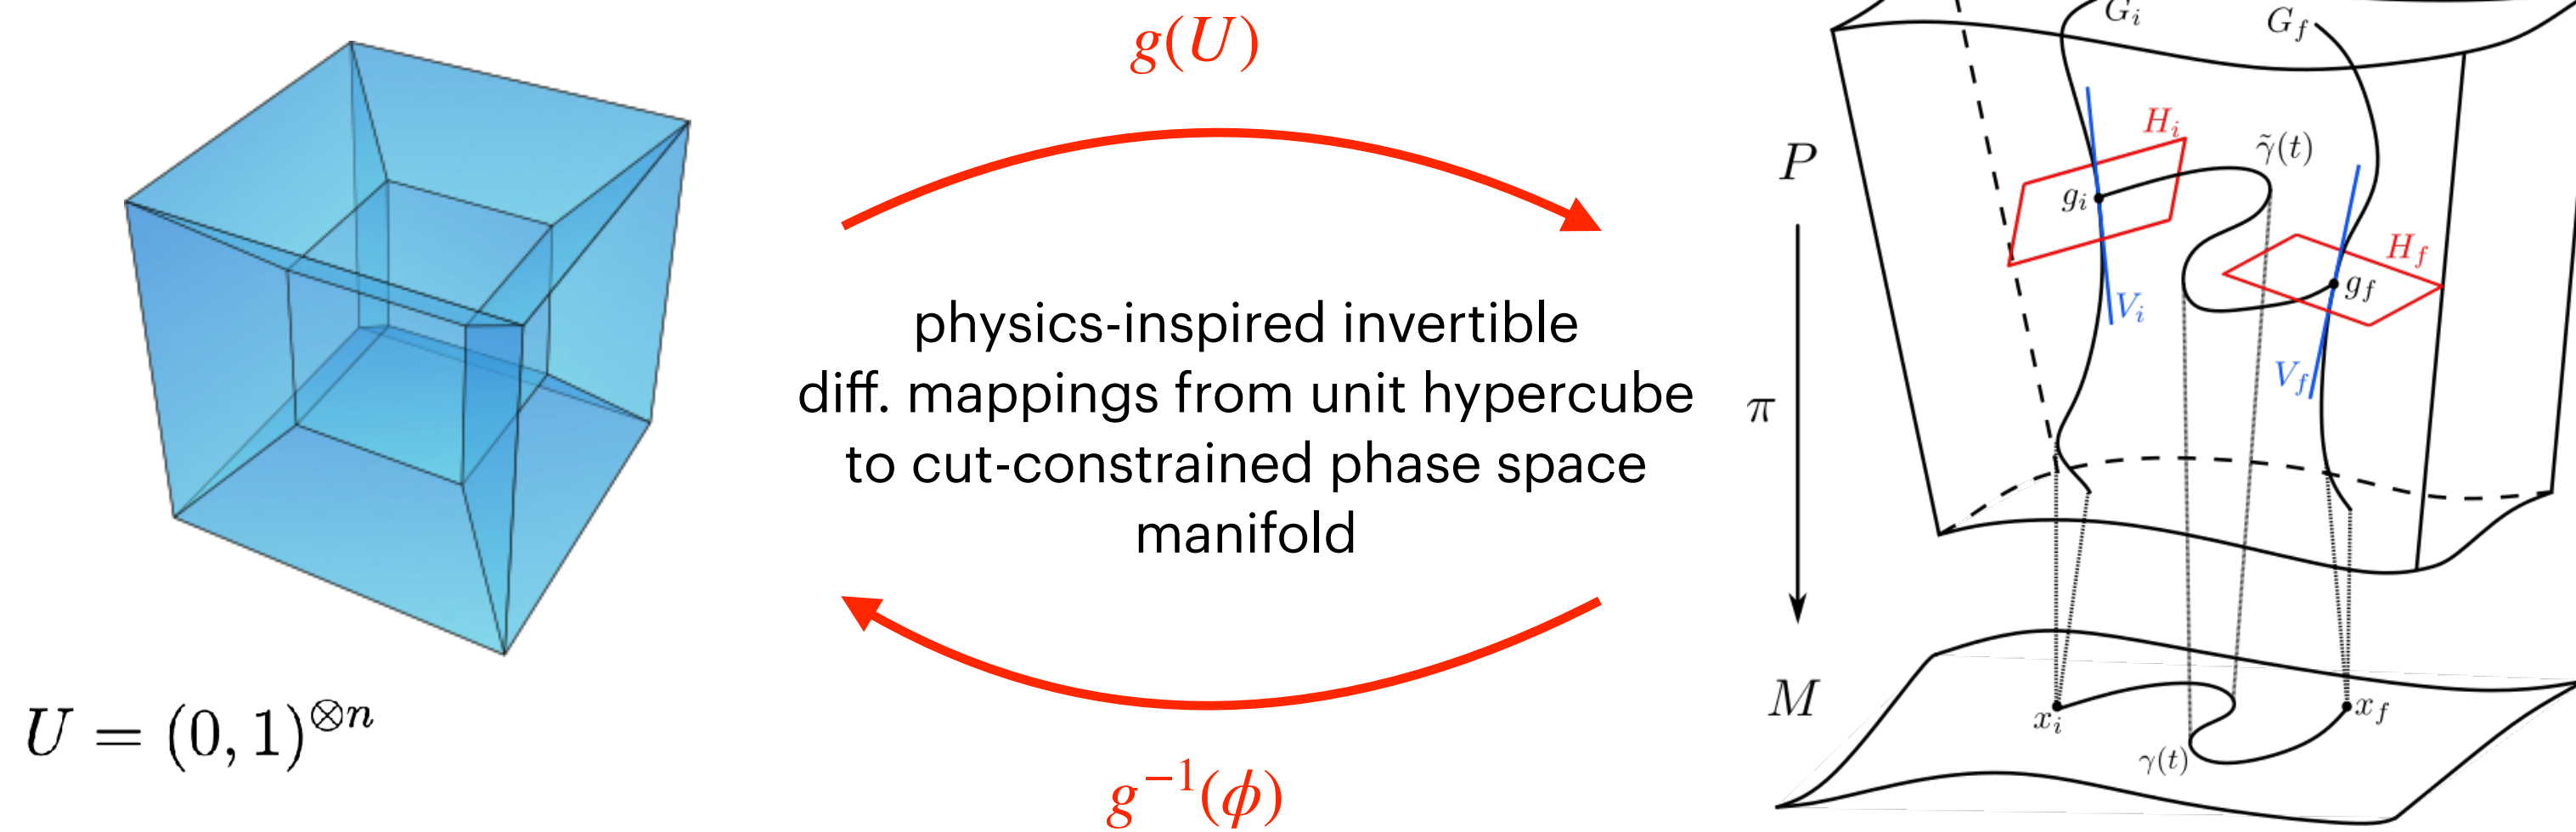 g(U)
physics-inspired invertible
diff. mappings from unit hypercube
to cut-constrained phase space
manifold
g⁻¹(ϕ)
U = (0, 1)^{⊗n}
G_i
G_f
H_i
γ̃(t)
P
g_i
H_f
g_f
V_i
V_f
π
M
x_i
x_f
γ(t)